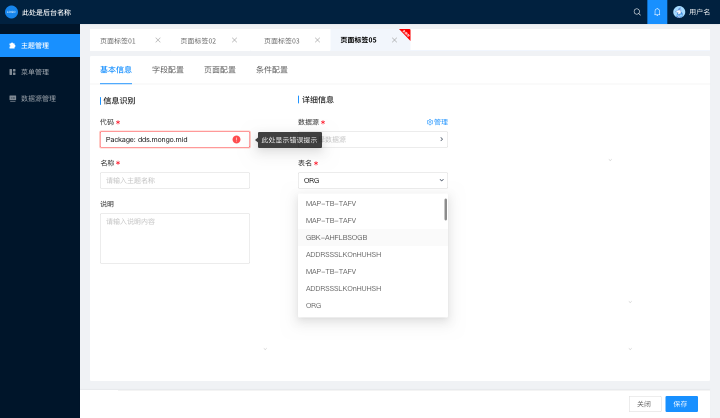 此处是后台名称
用户名
主题管理
菜单管理
数据源管理
页面标签01
页面标签02
页面标签03
页面标签05
基本信息
字段配置
页面配置
条件配置
信息识别
代码 *
Package: dds.mongo.mid
此处显示错误提示
名称 *
请输入主题名称
说明
请输入说明内容
详细信息
数据源 *
管理
数据源
表名 *
ORG
MAP-TB-TAFV
MAP-TB-TAFV
GBK-AHFLBSOGB
ADDRSSSLKOnHUHSH
MAP-TB-TAFV
ADDRSSSLKOnHUHSH
ORG
关闭
保存